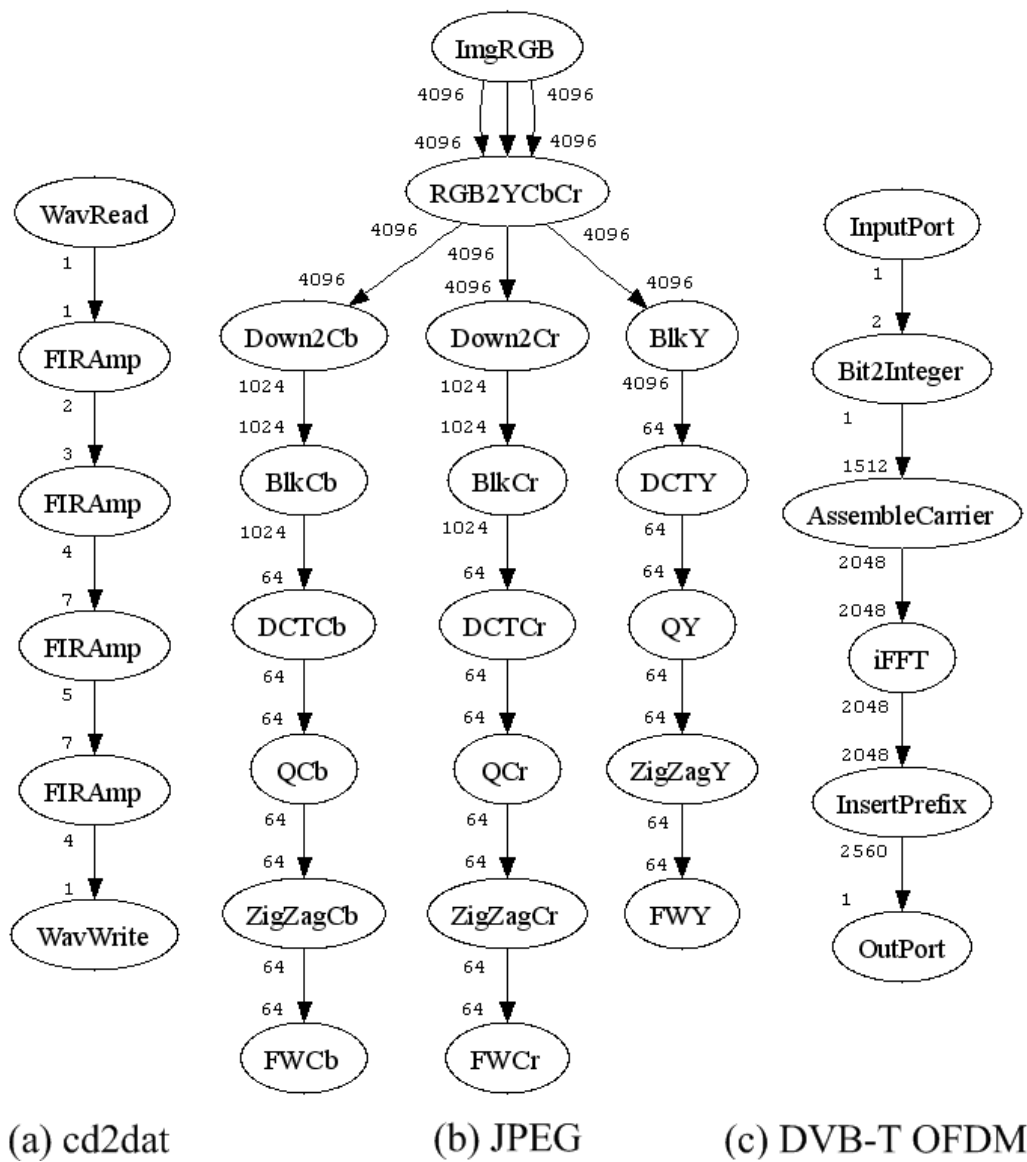 WavRead
1
1
FIRAmp
2
3
FIRAmp
4
7
FIRAmp
5
7
FIRAmp
4
1
WavWrite
(a) cd2dat
ImgRGB
4096 4096
4096 4096
RGB2YCbCr
4096 4096 4096
4096 4096 4096
Down2Cb
1024
1024
BlkCb
1024
64
DCTCb
64
64
QCb
64
64
ZigZagCb
64
64
FWCb
Down2Cr
1024
1024
BlkCr
1024
64
DCTCr
64
64
QCr
64
64
ZigZagCr
64
64
FWCr
BlkY
4096
64
DCTY
64
64
QY
64
64
ZigZagY
64
64
FWY
(b) JPEG
InputPort
1
2
Bit2Integer
1
1512
AssembleCarrier
2048
2048
iFFT
2048
2048
InsertPrefix
2560
1
OutPort
(c) DVB-T OFDM